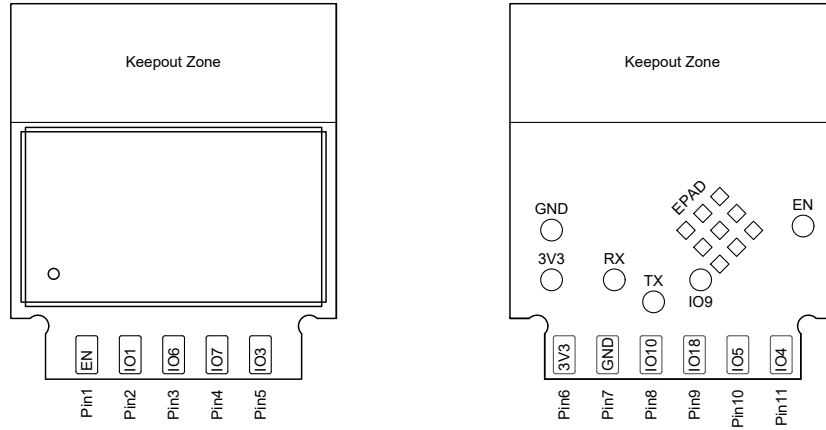 Keepout Zone
EN
IO1
IO6
IO7
IO3
Pin1
Pin2
Pin3
Pin4
Pin5
Keepout Zone
EPAD
EN
GND
3V3
RX
TX
IO9
3V3
GND
IO10
IO18
IO5
IO4
Pin6
Pin7
Pin8
Pin9
Pin10
Pin11